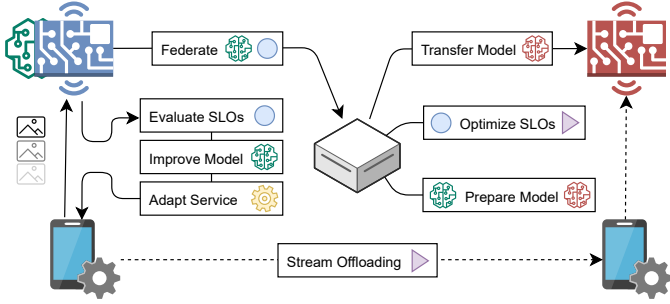 Federate
Transfer Model
Evaluate SLOs
Optimize SLOs
Improve Model
Adapt Service
Prepare Model
Stream Offloading